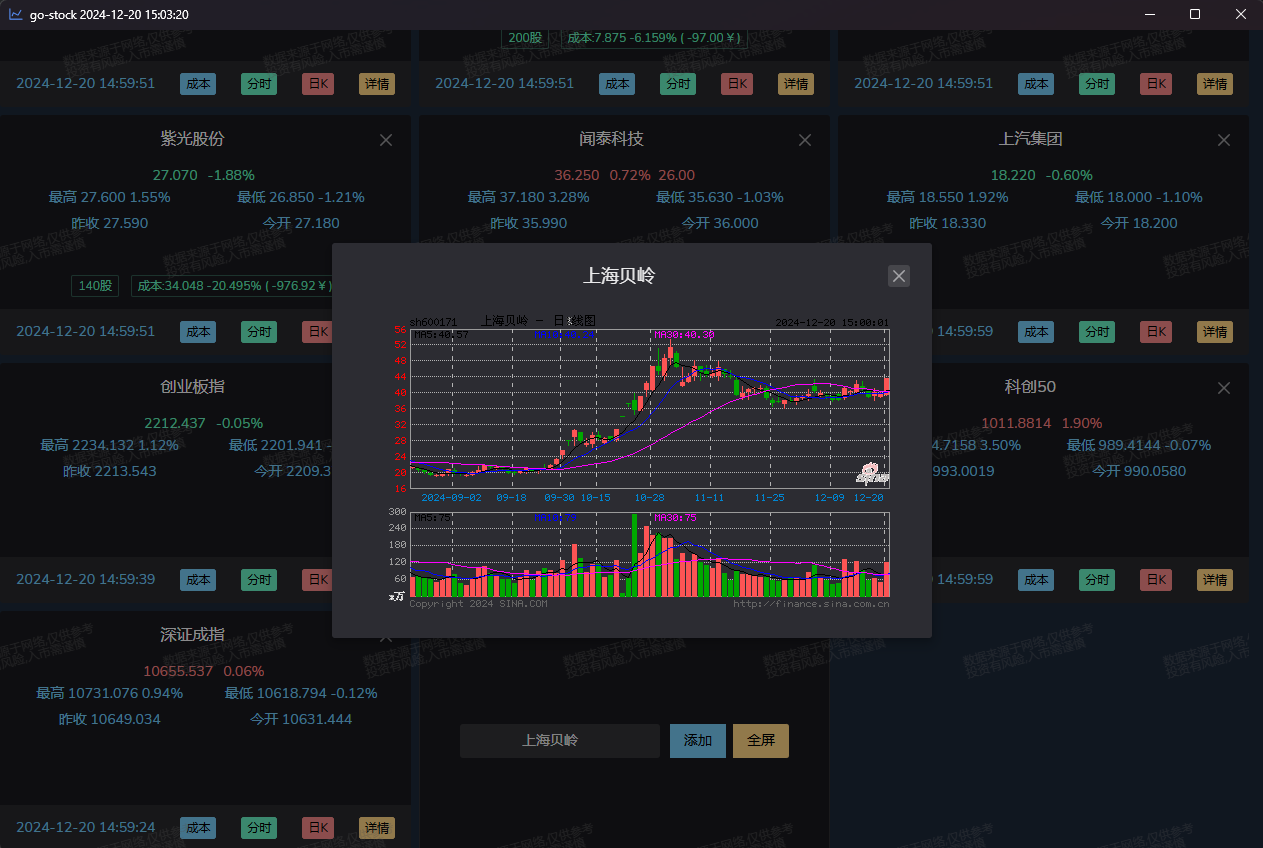 go-stock 2024-12-20 15:03:20
200股 成本:7.875 -6.159% ( -97.00 ¥ )
2024-12-20 14:59:51 成本 分时 日K 详情
2024-12-20 14:59:51 成本 分时 日K 详情
2024-12-20 14:59:51 成本 分时 日K 详情
紫光股份
27.070 -1.88%
最高 27.600 1.55% 最低 26.850 -1.21%
昨收 27.590 今开 27.180
140股 成本:34.048 -20.495% ( -976.92 ¥ )
2024-12-20 14:59:51 成本 分时 日K
闻泰科技
36.250 0.72% 26.00
最高 37.180 3.28% 最低 35.630 -1.03%
昨收 35.990 今开 36.000
上汽集团
18.220 -0.60%
最高 18.550 1.92% 最低 18.000 -1.10%
昨收 18.330 今开 18.200
14:59:59 成本 分时 日K 详情
上海贝岭
sh600171 上海贝岭 - 日K线图 2024-12-20 15:00:01
MA5:40.57 MA30:40.30
56
52
48
44
40
36
32
28
24
20
16
2024-09-02 09-18 09-30 10-15 10-28 11-11 11-25 12-09 12-20
MA5:75 MA30:75
300
240
180
120
60
x万
Copyright 2024 SINA.COM http://finance.sina.com.cn
创业板指
2212.437 -0.05%
最高 2234.132 1.12% 最低 2201.941 -
昨收 2213.543 今开 2209.3
2024-12-20 14:59:39 成本 分时 日K
科创50
1011.8814 1.90%
4.7158 3.50% 最低 989.4144 -0.07%
993.0019 今开 990.0580
14:59:59 成本 分时 日K 详情
深证成指
10655.537 0.06%
最高 10731.076 0.94% 最低 10618.794 -0.12%
昨收 10649.034 今开 10631.444
2024-12-20 14:59:24 成本 分时 日K 详情
上海贝岭 添加 全屏
数据来源于网络,仅供参考
投资有风险,入市需谨慎